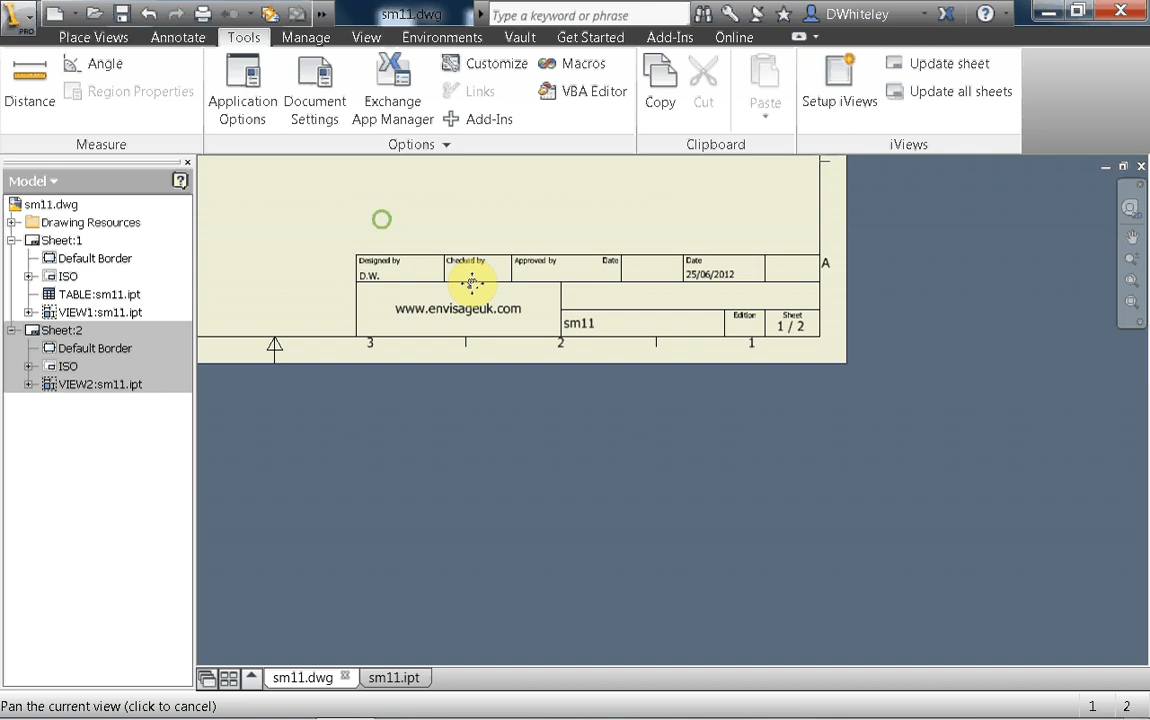 PRO
sm11.dwg
Type a keyword or phrase
DWhiteley
Place Views Annotate Tools Manage View Environments Vault Get Started Add-Ins Online
Distance
Angle
Region Properties
Measure
Application Options
Document Settings
Exchange App Manager
Customize
Links
Add-Ins
Macros
VBA Editor
Options
Copy
Cut
Paste
Clipboard
Setup iViews
Update sheet
Update all sheets
iViews
Model
sm11.dwg
Drawing Resources
Sheet:1
Default Border
ISO
TABLE:sm11.ipt
VIEW1:sm11.ipt
Sheet:2
Default Border
ISO
VIEW2:sm11.ipt
Designed by
D.W.
Checked by
Approved by
Date
Date
25/06/2012
A
www.envisageuk.com
sm11
Edition
Sheet
1 / 2
3 2 1
2D
sm11.dwg
sm11.ipt
Pan the current view (click to cancel)
1 2